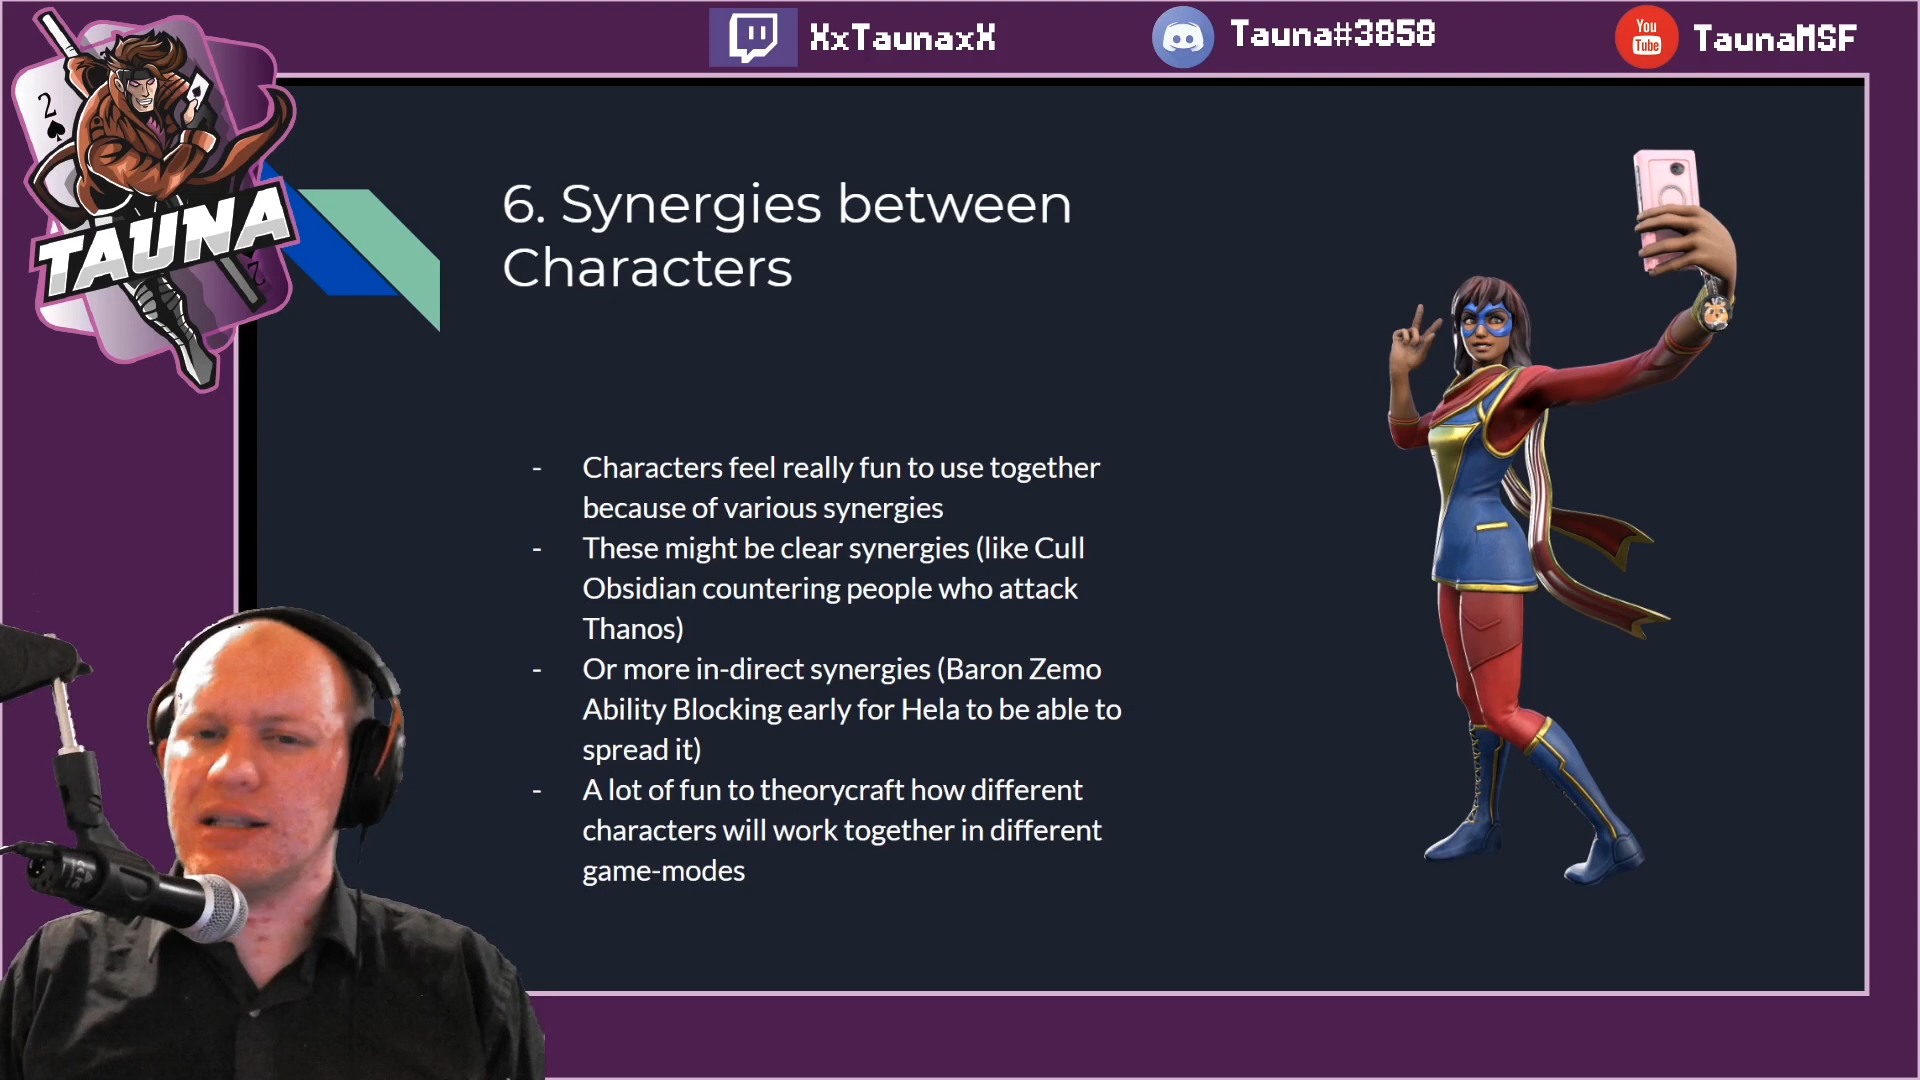 XxTaunaxX
Tauna#3858
You
Tube
TaunaMSF
2
TAUNA
2
6. Synergies between
Characters
- Characters feel really fun to use together
because of various synergies
- These might be clear synergies (like Cull
Obsidian countering people who attack
Thanos)
- Or more in-direct synergies (Baron Zemo
Ability Blocking early for Hela to be able to
spread it)
- A lot of fun to theorycraft how different
characters will work together in different
game-modes